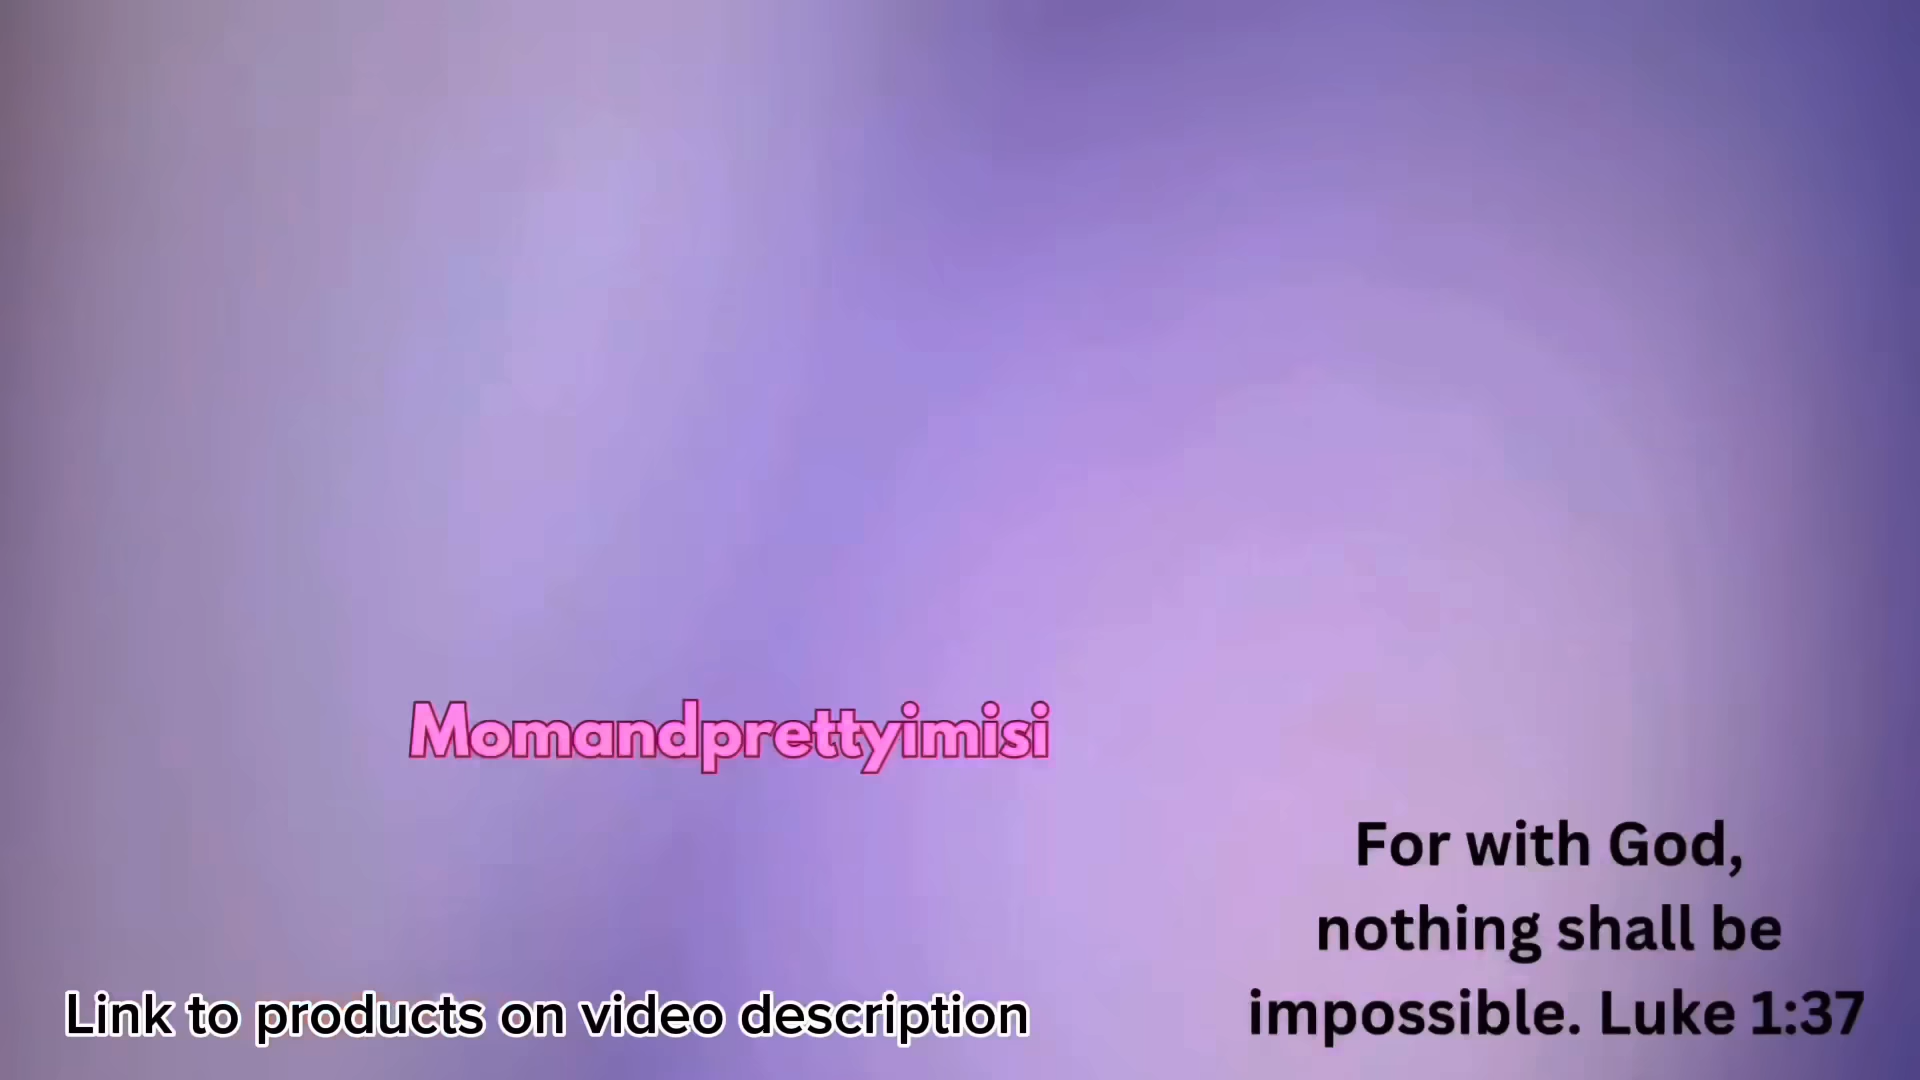 Momandprettyimisi
For with God,
nothing shall be
impossible. Luke 1:37
Link to products on video description